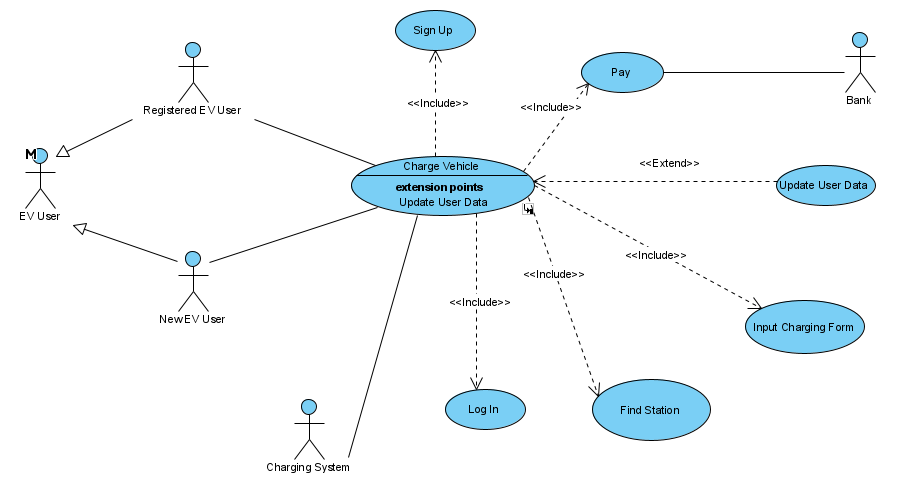 Sign Up
Pay
Bank
Registered EV User
<<Include>>
<<Include>>
M
EV User
Charge Vehicle
extension points
Update User Data
<<Extend>>
Update User Data
<<Include>>
<<Include>>
<<Include>>
New EV User
Input Charging Form
Log In
Find Station
Charging System